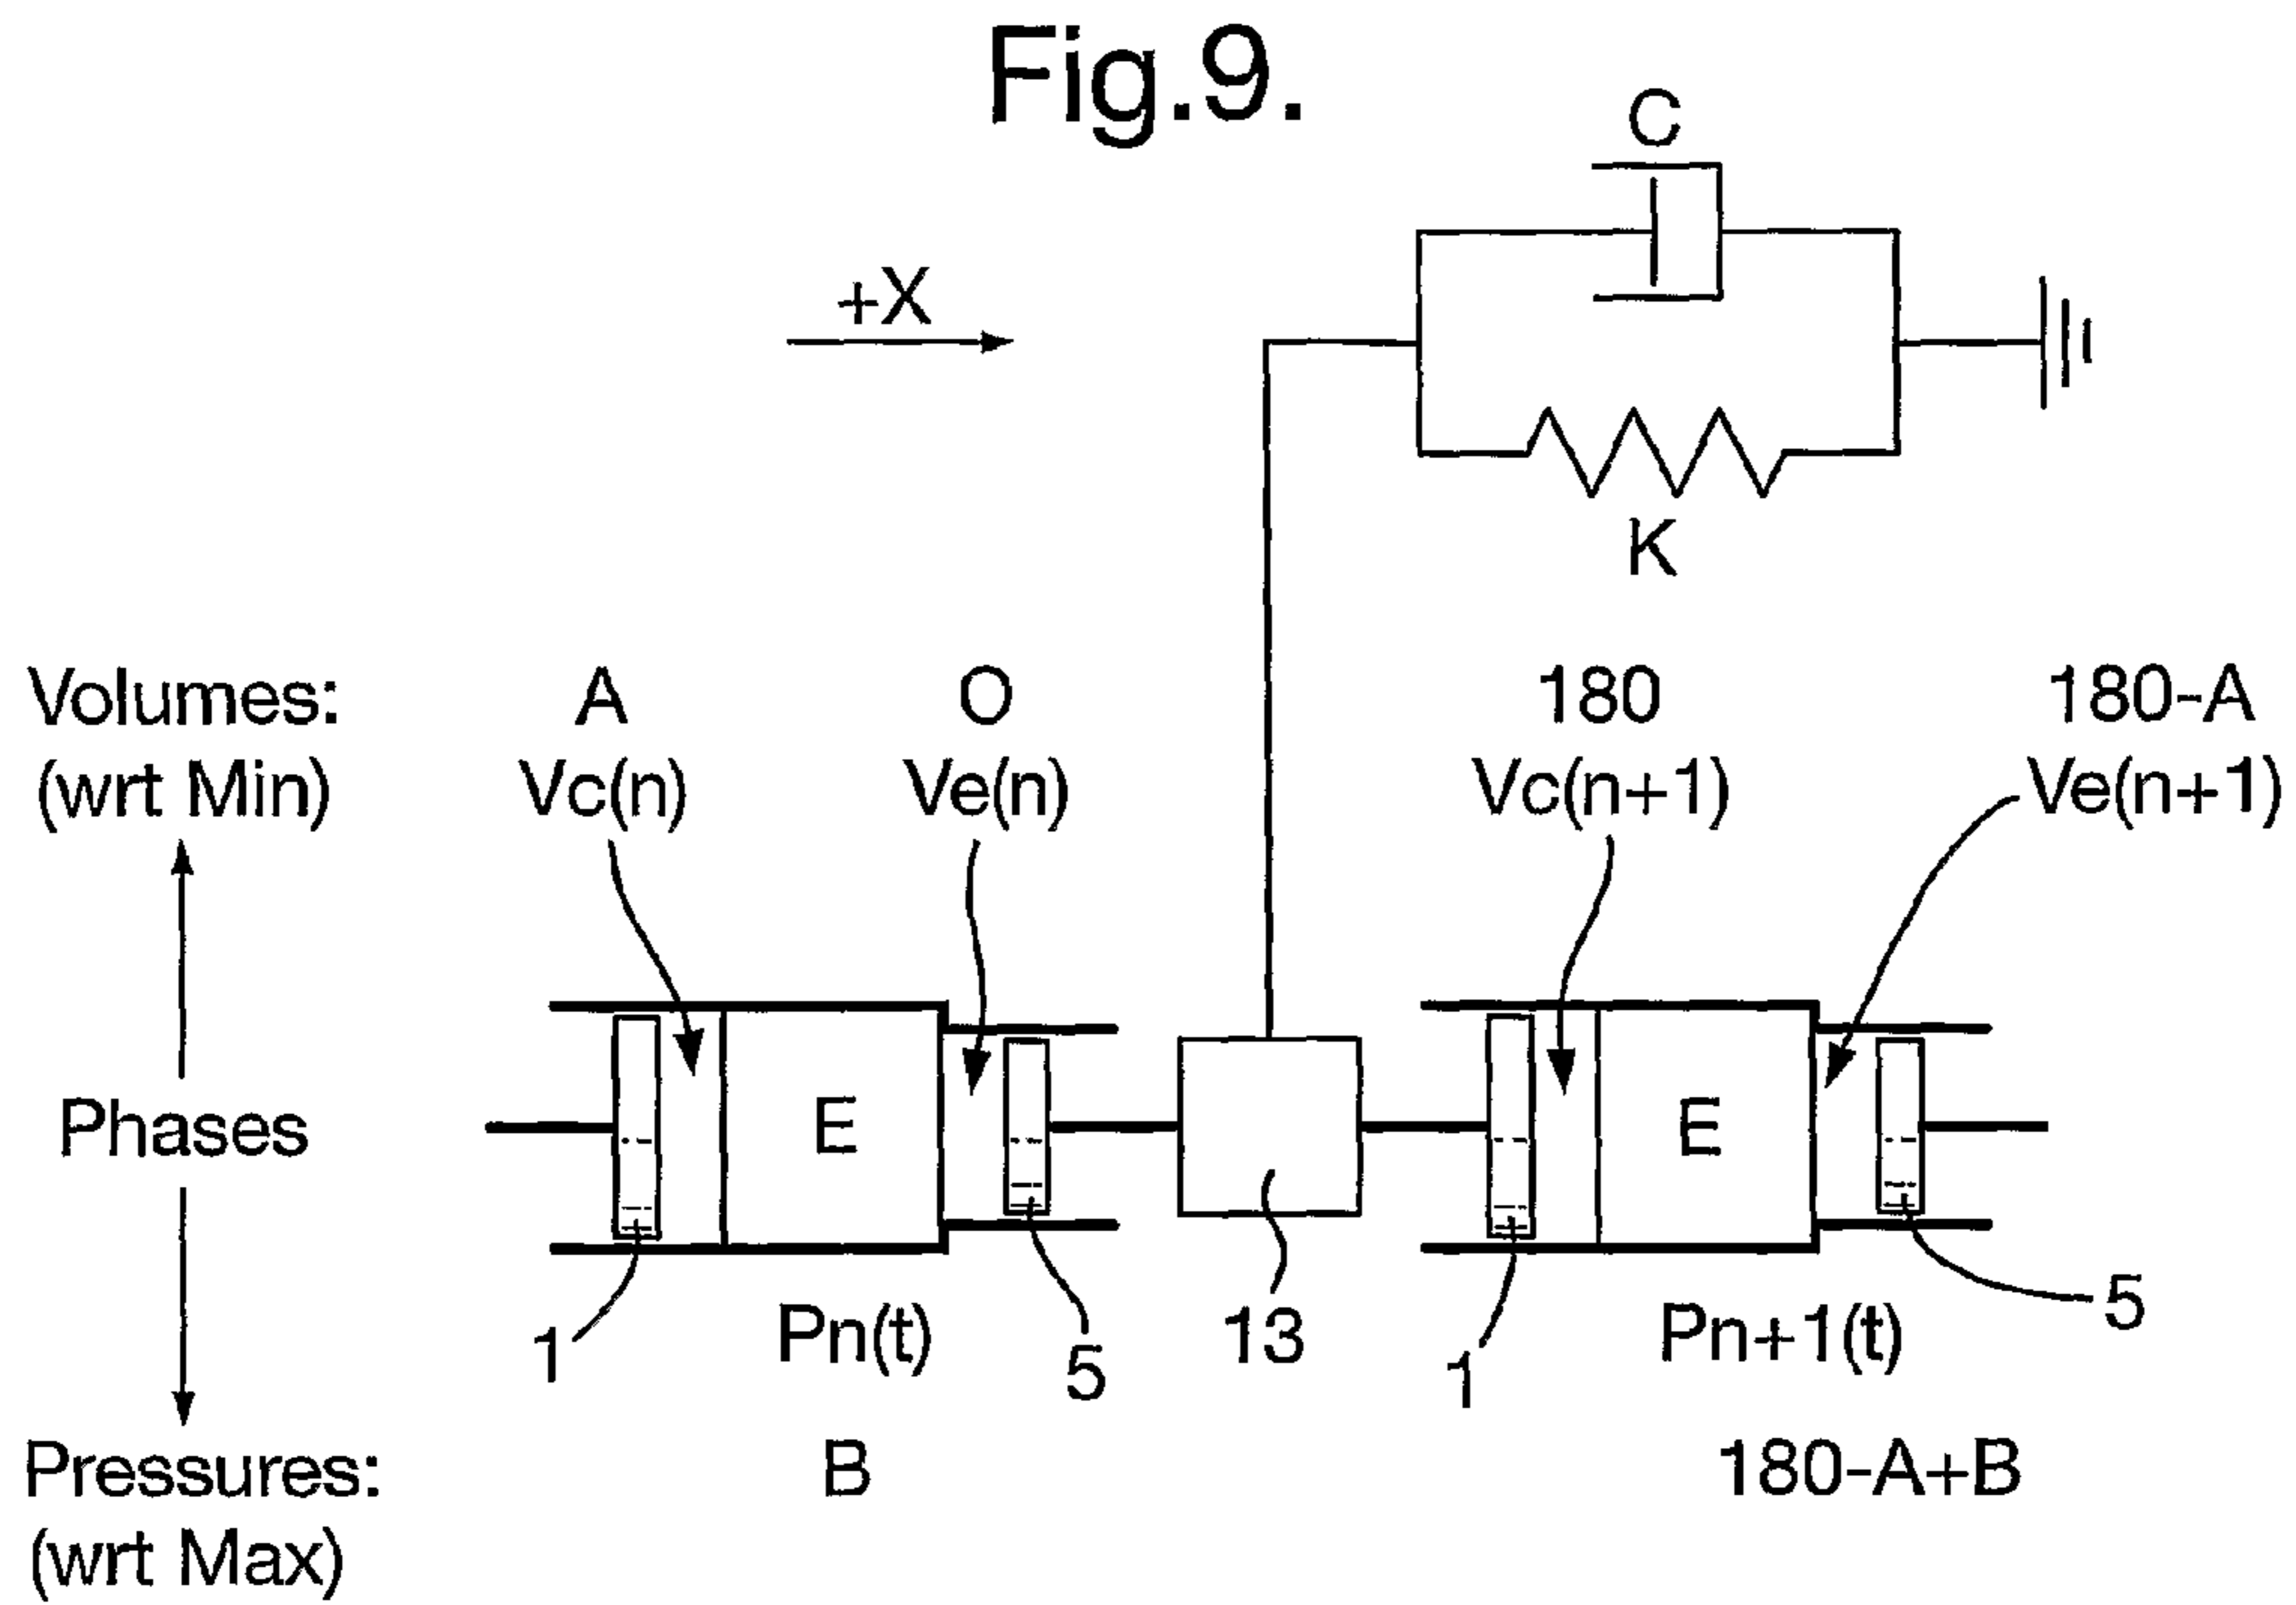 Fig.9.
C
+X
K
Volumes: A O 180 180-A
(wrt Min) Vc(n) Ve(n) Vc(n+1) Ve(n+1)
Phases E E
1 Pn(t) 5 13 1 Pn+1(t) 5
Pressures: B 180-A+B
(wrt Max)